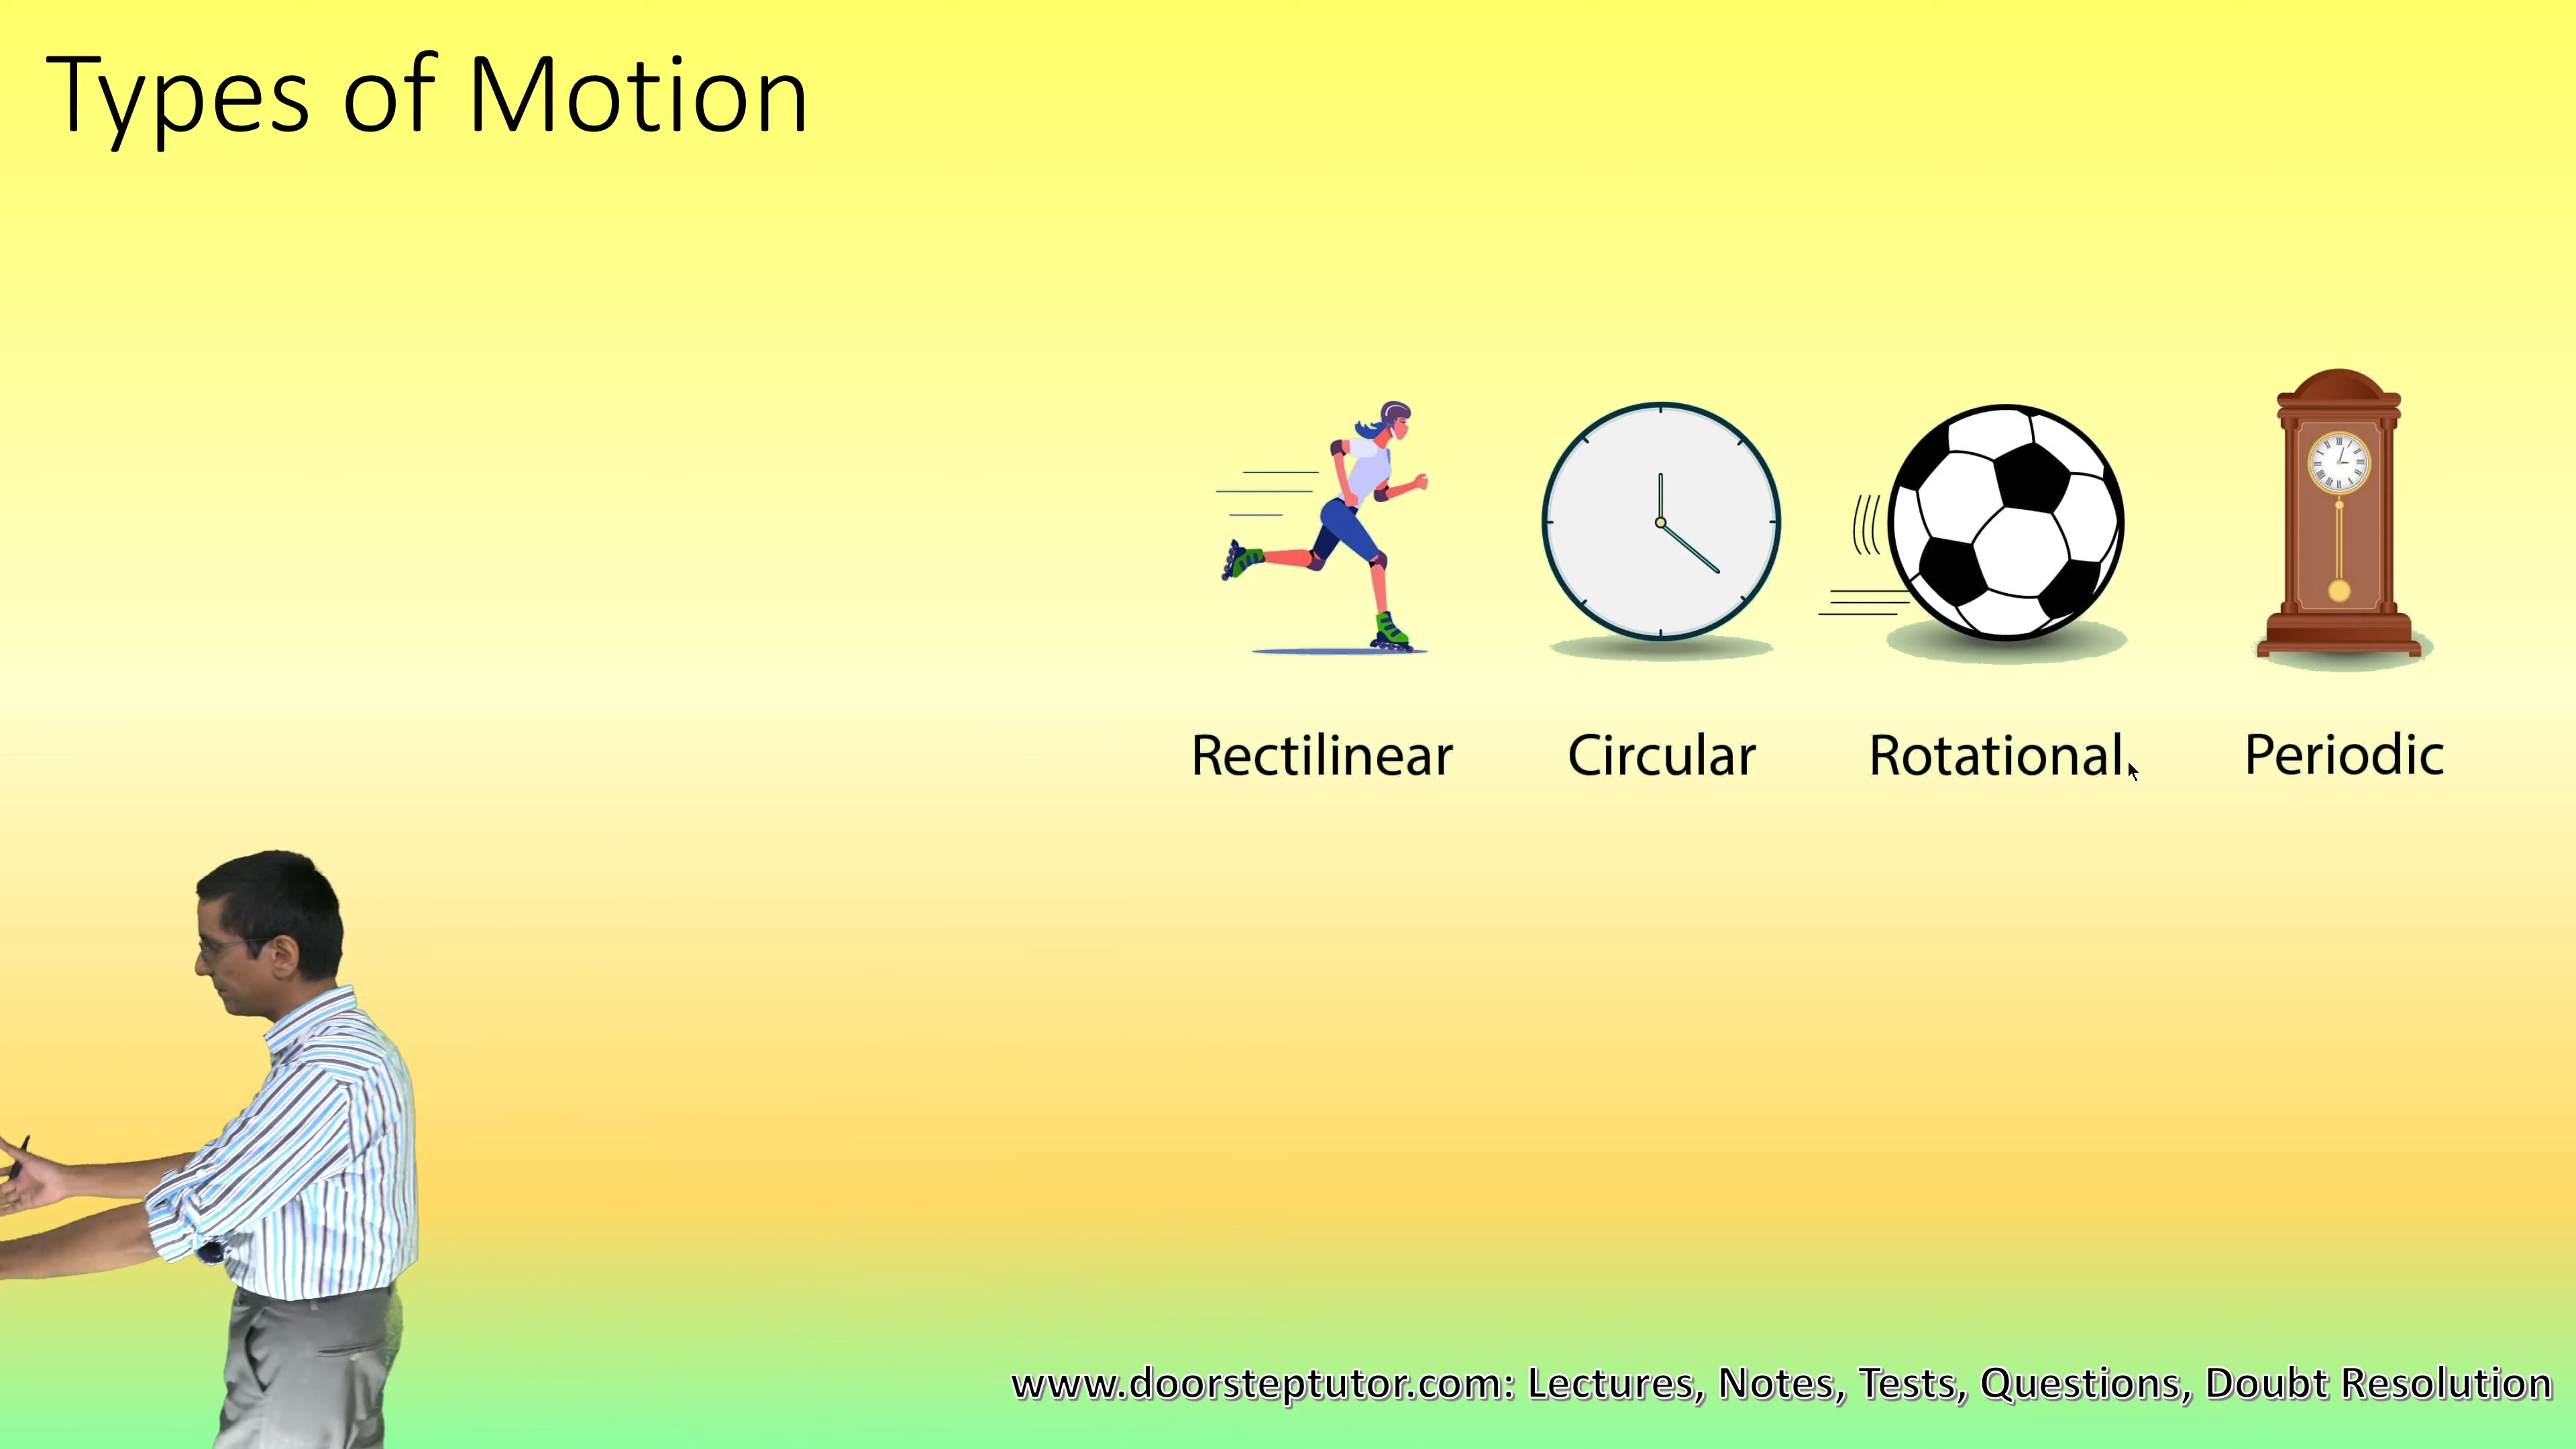 Types of Motion
Rectilinear Circular Rotational Periodic
www.doorsteptutor.com: Lectures, Notes, Tests, Questions, Doubt Resolution